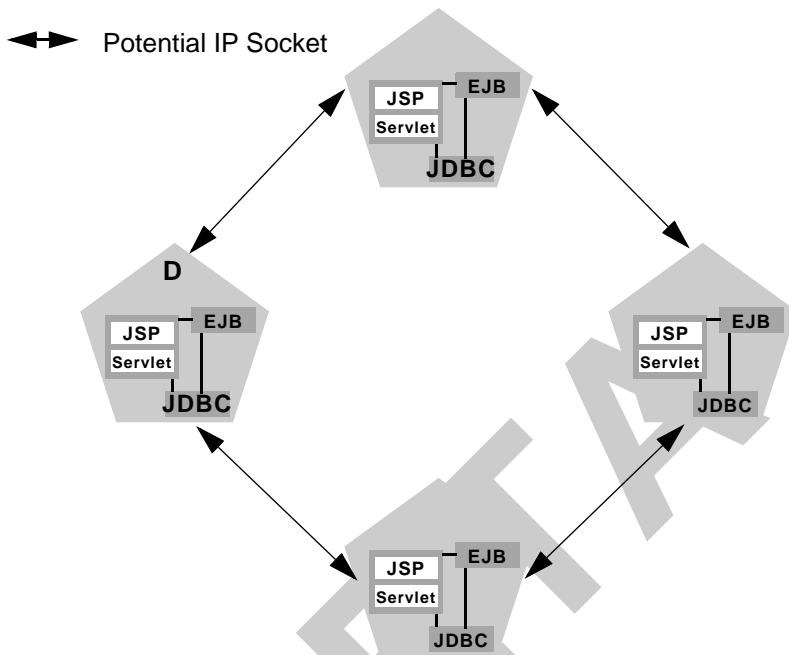 Potential IP Socket
EJB
JSP
Servlet
JDBC
D
EJB
JSP
Servlet
JDBC
EJB
JSP
Servlet
JDBC
EJB
JSP
Servlet
JDBC